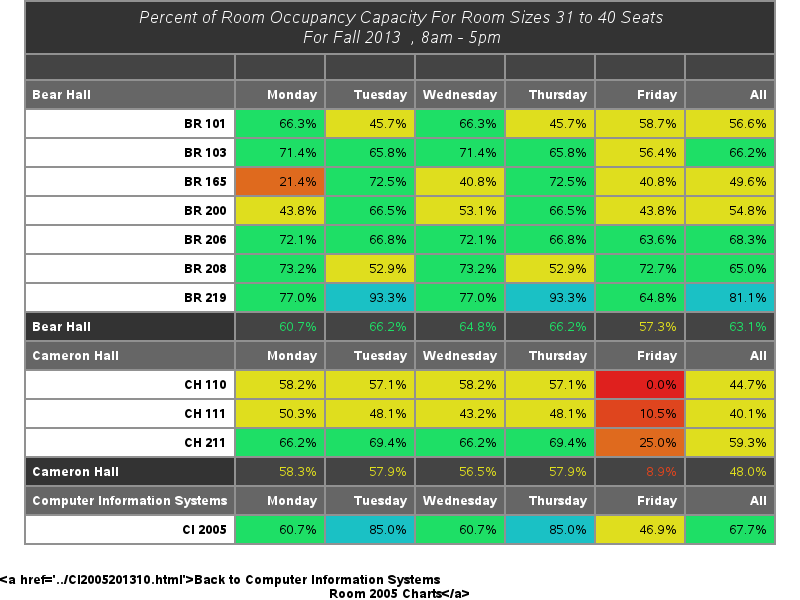 Percent of Room Occupancy Capacity For Room Sizes 31 to 40 Seats
For Fall 2013 , 8am - 5pm
Bear Hall Monday Tuesday Wednesday Thursday Friday All
BR 101 66.3% 45.7% 66.3% 45.7% 58.7% 56.6%
BR 103 71.4% 65.8% 71.4% 65.8% 56.4% 66.2%
BR 165 21.4% 72.5% 40.8% 72.5% 40.8% 49.6%
BR 200 43.8% 66.5% 53.1% 66.5% 43.8% 54.8%
BR 206 72.1% 66.8% 72.1% 66.8% 63.6% 68.3%
BR 208 73.2% 52.9% 73.2% 52.9% 72.7% 65.0%
BR 219 77.0% 93.3% 77.0% 93.3% 64.8% 81.1%
Bear Hall 60.7% 66.2% 64.8% 66.2% 57.3% 63.1%
Cameron Hall Monday Tuesday Wednesday Thursday Friday All
CH 110 58.2% 57.1% 58.2% 57.1% 0.0% 44.7%
CH 111 50.3% 48.1% 43.2% 48.1% 10.5% 40.1%
CH 211 66.2% 69.4% 66.2% 69.4% 25.0% 59.3%
Cameron Hall 58.3% 57.9% 56.5% 57.9% 8.9% 48.0%
Computer Information Systems Monday Tuesday Wednesday Thursday Friday All
CI 2005 60.7% 85.0% 60.7% 85.0% 46.9% 67.7%
<a href='../CI2005201310.html'>Back to Computer Information Systems
Room 2005 Charts</a>